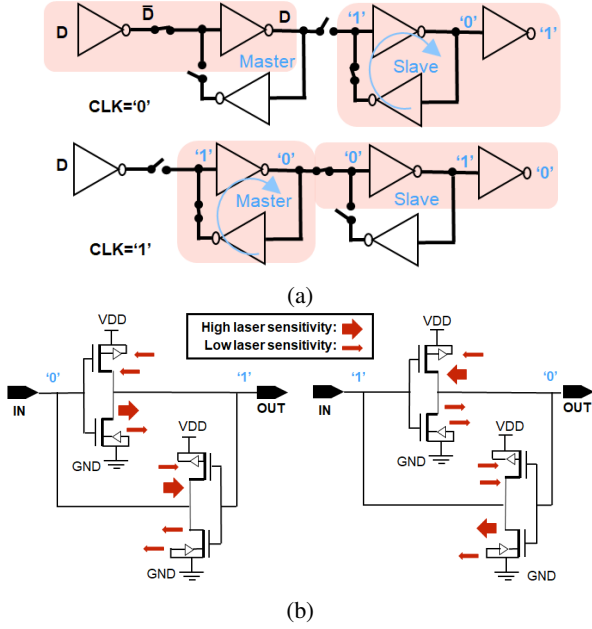 D D̅ D '1' '0' '1'
Master Slave
CLK='0'
D '1' '0' '0' '1' '0'
Master Slave
CLK='1'
(a)
VDD
High laser sensitivity:
Low laser sensitivity:
VDD
'0' '1' '1' '0'
IN OUT IN OUT
VDD VDD
GND GND
GND GND
(b)